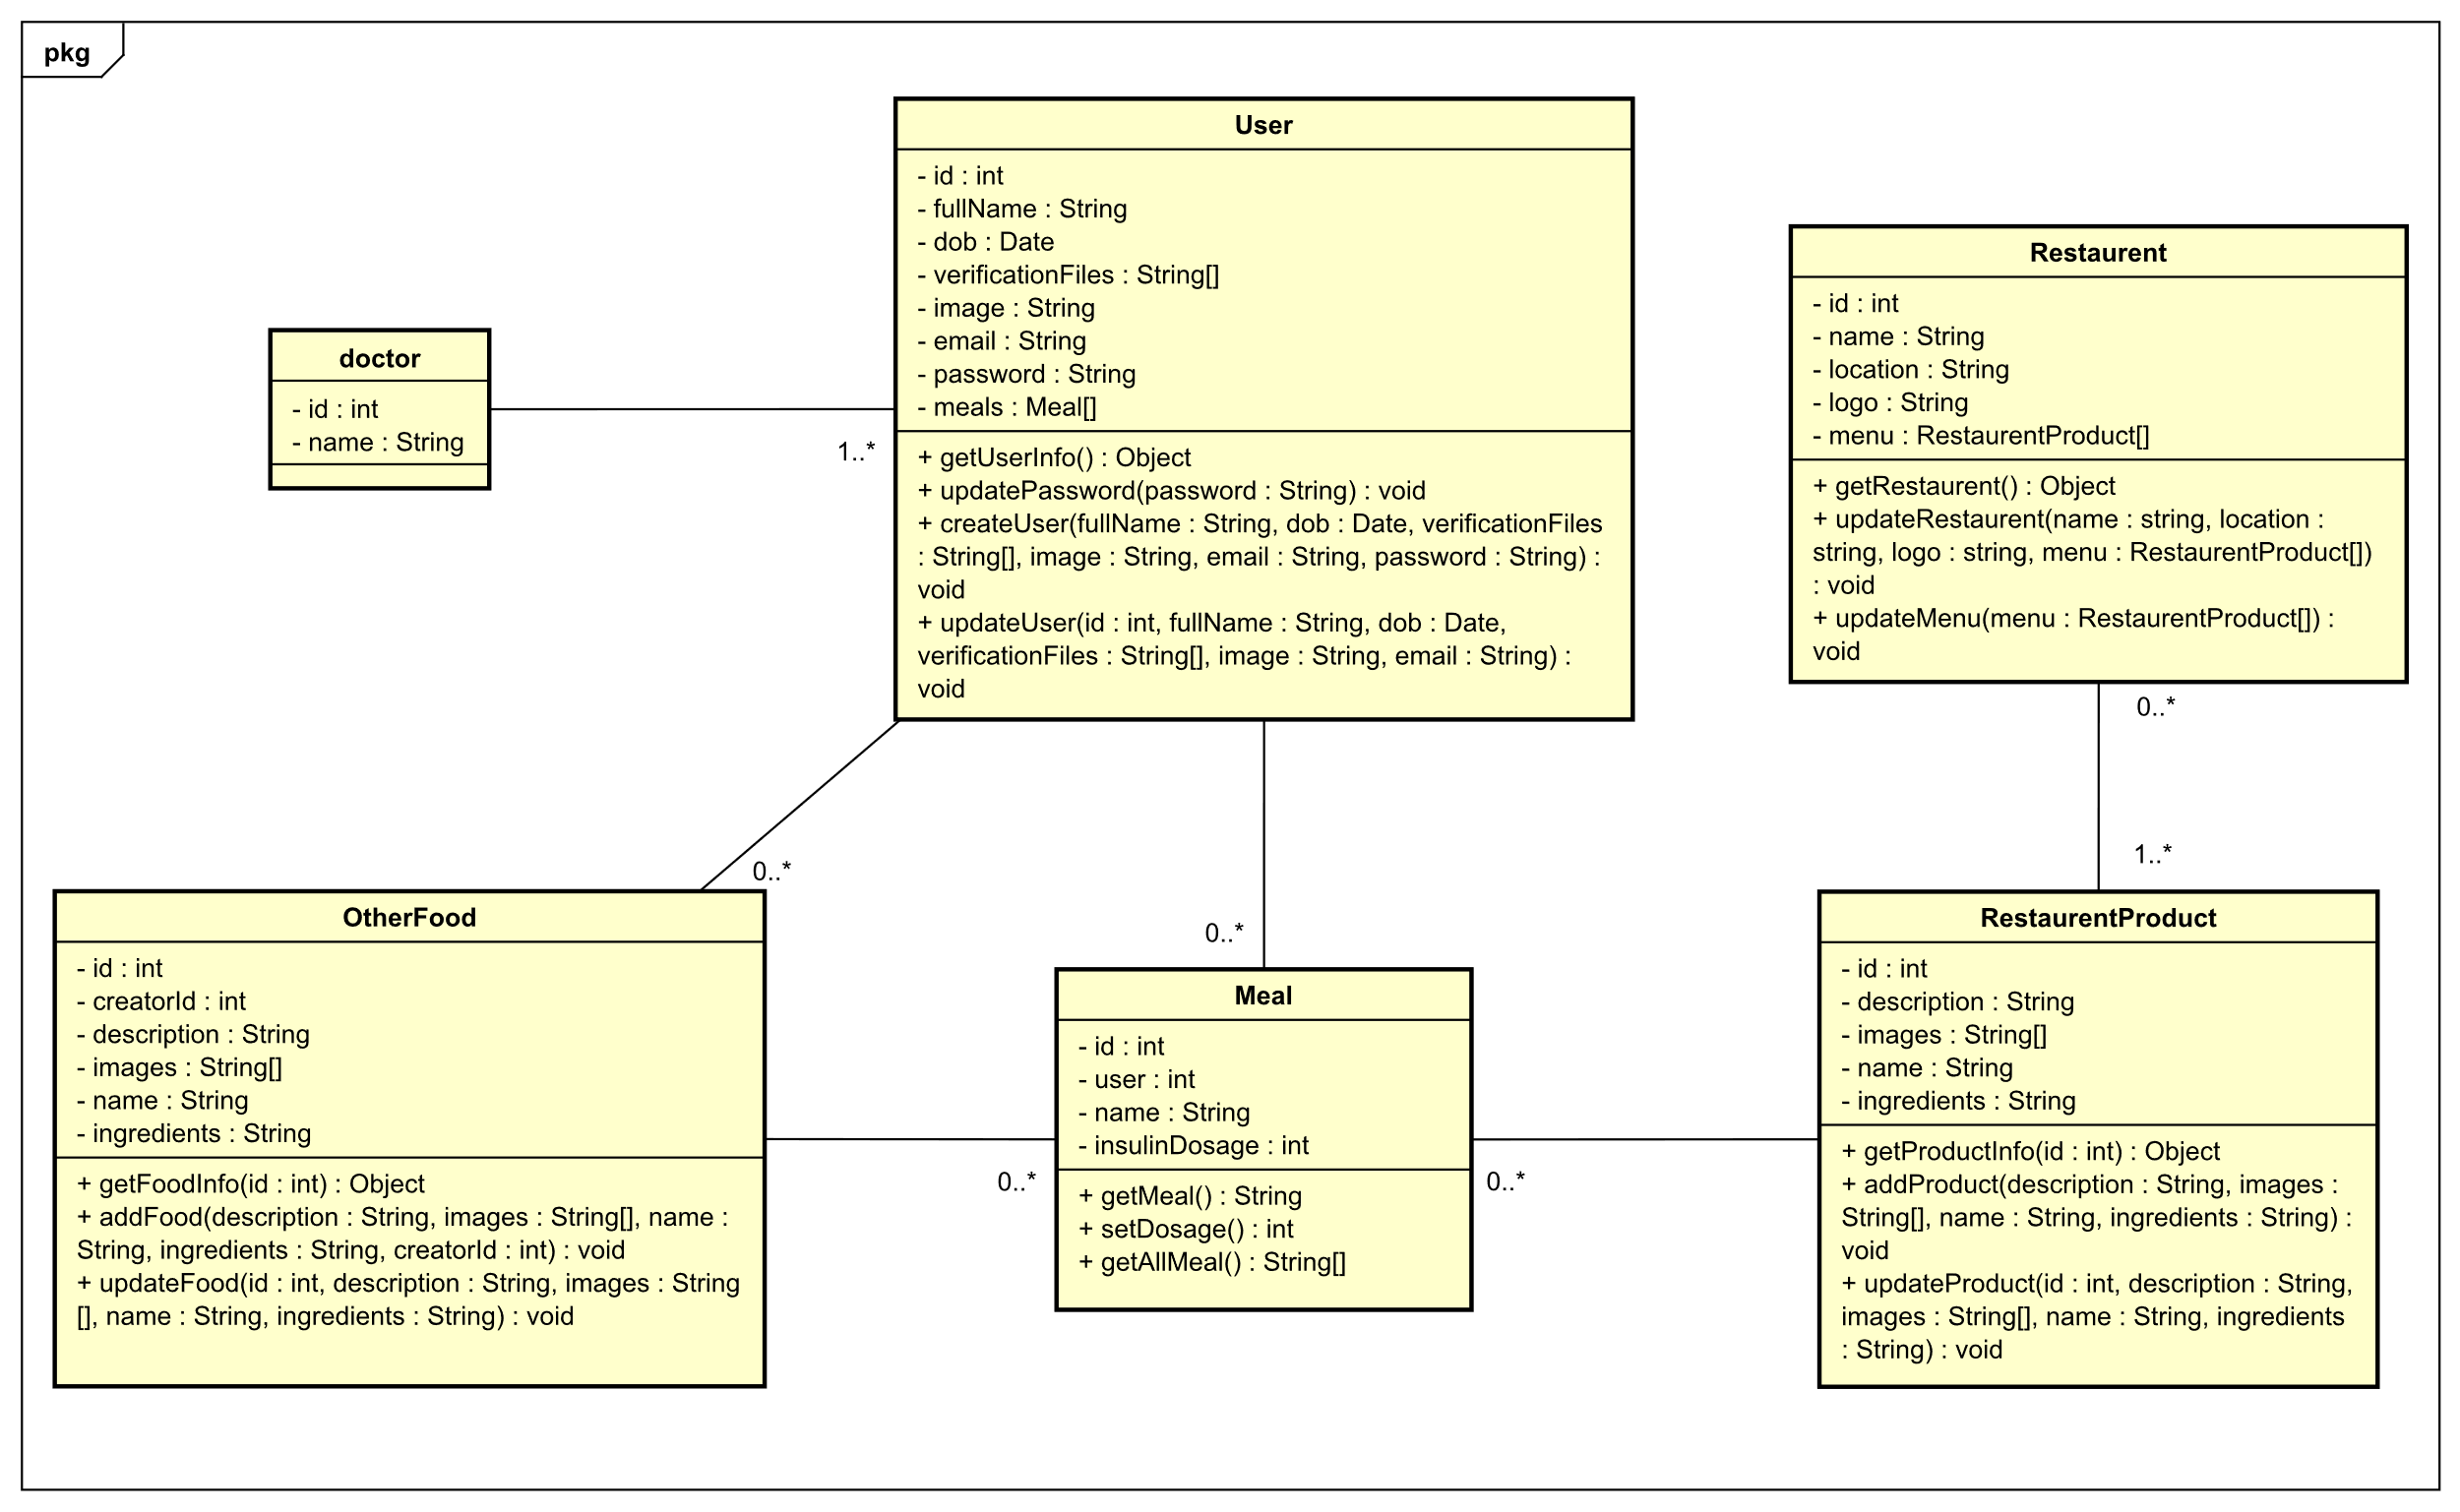 pkg
User
- id : int
- fullName : String
- dob : Date
- verificationFiles : String[]
- image : String
- email : String
- password : String
- meals : Meal[]
+ getUserInfo() : Object
+ updatePassword(password : String) : void
+ createUser(fullName : String, dob : Date, verificationFiles
: String[], image : String, email : String, password : String) :
void
+ updateUser(id : int, fullName : String, dob : Date,
verificationFiles : String[], image : String, email : String) :
void
Restaurent
- id : int
- name : String
- location : String
- logo : String
- menu : RestaurentProduct[]
+ getRestaurent() : Object
+ updateRestaurent(name : string, location :
string, logo : string, menu : RestaurentProduct[])
: void
+ updateMenu(menu : RestaurentProduct[]) :
void
doctor
- id : int
- name : String
1..*
0..*
1..*
0..*
0..*
OtherFood
- id : int
- creatorId : int
- description : String
- images : String[]
- name : String
- ingredients : String
+ getFoodInfo(id : int) : Object
+ addFood(description : String, images : String[], name :
String, ingredients : String, creatorId : int) : void
+ updateFood(id : int, description : String, images : String
[], name : String, ingredients : String) : void
0..*
Meal
- id : int
- user : int
- name : String
- insulinDosage : int
+ getMeal() : String
+ setDosage() : int
+ getAllMeal() : String[]
0..*
RestaurentProduct
- id : int
- description : String
- images : String[]
- name : String
- ingredients : String
+ getProductInfo(id : int) : Object
+ addProduct(description : String, images :
String[], name : String, ingredients : String) :
void
+ updateProduct(id : int, description : String,
images : String[], name : String, ingredients
: String) : void